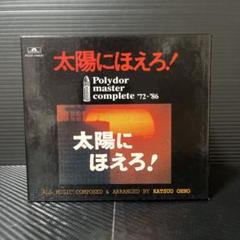 太陽にほえろ!
Polydor
master
complete '72-'86
太陽に
ほえろ!
ALL MUSIC COMPOSED & ARRANGED BY KATSUO OHNO